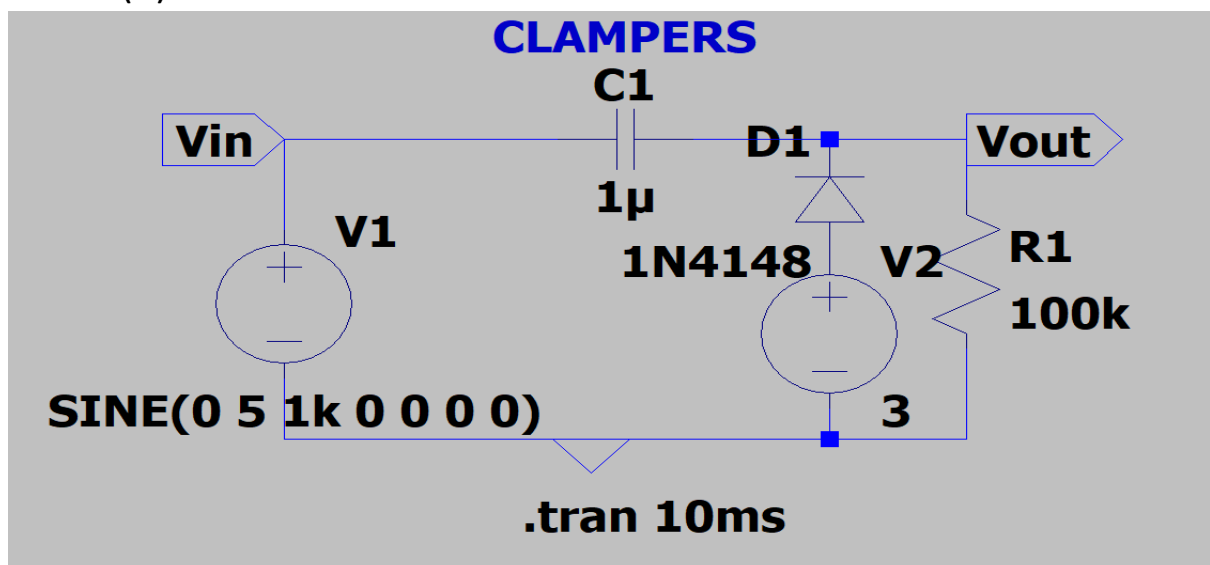 CLAMPERS
C1
Vin
D1
Vout
1µ
V1
1N4148
V2
R1
100k
SINE(0 5 1k 0 0 0 0)
3
.tran 10ms